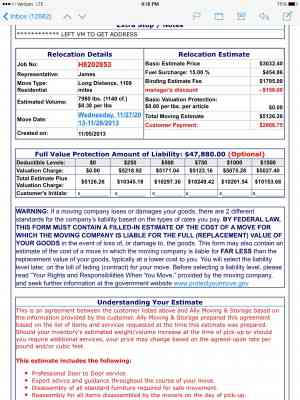 Verizon LTE 9:18 PM 73%
Inbox (12082)
Extra Stop / Notes
************ LEFT VM TO GET ADDRESS
Relocation Details
Job No: H6202853
Representative: James
Move Type: Long Distance, 1109
Residential miles
Estimated Volume: 7980 lbs. (1140 cf.)
$0.38 per lbs
Move Date: Wednesday, 11/27/20
13-11/28/2013
Created on: 11/05/2013
Relocation Estimate
Basic Estimate Price $3032.40
Fuel Surcharge: 15.00 % $454.86
Binding Estimate Fee $1795.00
manager's discount
Basic Valuation Protection:
$0.60 per lbs. per article $0.00
Total Moving Estimate $5126.26
Customer Payment:
Full Value Protection Amount of Liability: $47,880.00 (Optional)
Deductible Levels: $0 $250 $500 $750 $1000 $1500
Valuation Charge: $0.00 $5218.92 $5171.04 $5123.16 $5075.28 $5027.40
Total Estimate Plus
Valuation Charge: $5126.26 $10345.18 $10297.30 $10249.42 $10201.54 $10153.66
Customer's Initials: x x x x x x
WARNING: If a moving company loses or damages your goods, there are 2 different
standards for the company's liability based on the types of rates you pay. BY FEDERAL LAW,
THIS FORM MUST CONTAIN A FILLED-IN ESTIMATE OF THE COST OF A MOVE FOR
WHICH THE MOVING COMPANY IS LIABLE FOR THE FULL (REPLACEMENT) VALUE OF
YOUR GOODS in the event of loss of, or damage to, the goods. This form may also contain an
estimate of the cost of a move in which the moving company is liable for FAR LESS than the
replacement value of your goods, typically at a lower cost to you. You will select the liability
level later, on the bill of lading (contract) for your move. Before selecting a liability level, please
read "Your Rights and Responsibilities When You Move," provided by the moving company,
and seek further information at the government website www.protectyourmove.gov
Understanding Your Estimate
This is an agreement between the customer listed above and Ally Moving & Storage based on
the information provided by the customer. Ally Moving & Storage prepared this agreement
based on the list of items and services requested at the time this estimate was prepared.
Should your inventory's estimated weight/volume increase at the time of pick-up or should
you require additional services, your price may change based on the agreed-upon rate per
pound and/or cubic feet.
This estimate includes the following:
• Professional Door to Door service.
• Expert advice and guidance throughout the course of your move.
• Disassembly of all standard furniture required for safe movement.
• Reassembly for all items disassembled by the movers on the day of pick-up.